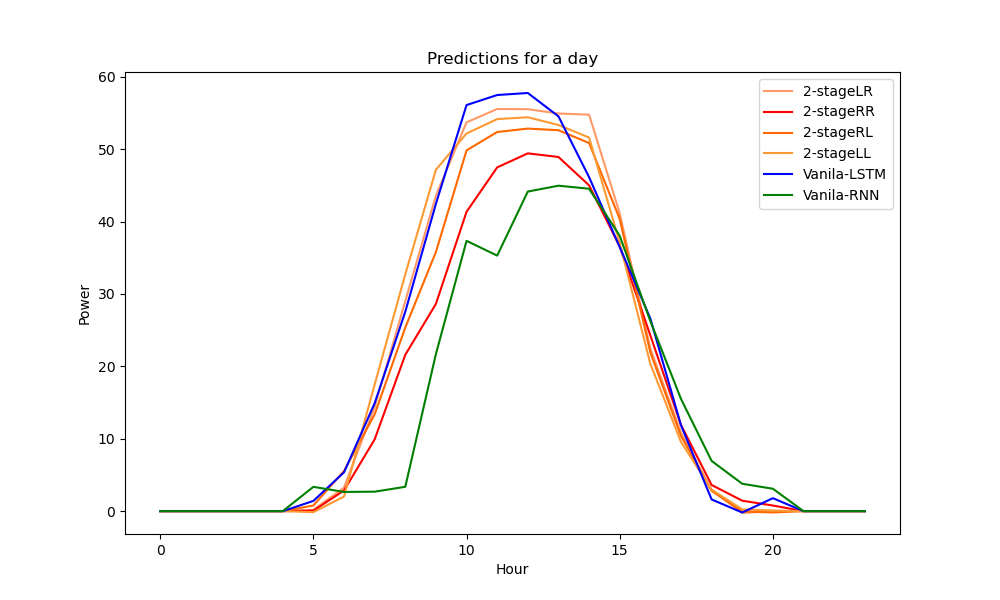 Predictions for a day
60
50
40
30
20
10
0
Power
0 5 10 15 20
Hour
2-stageLR
2-stageRR
2-stageRL
2-stageLL
Vanila-LSTM
Vanila-RNN